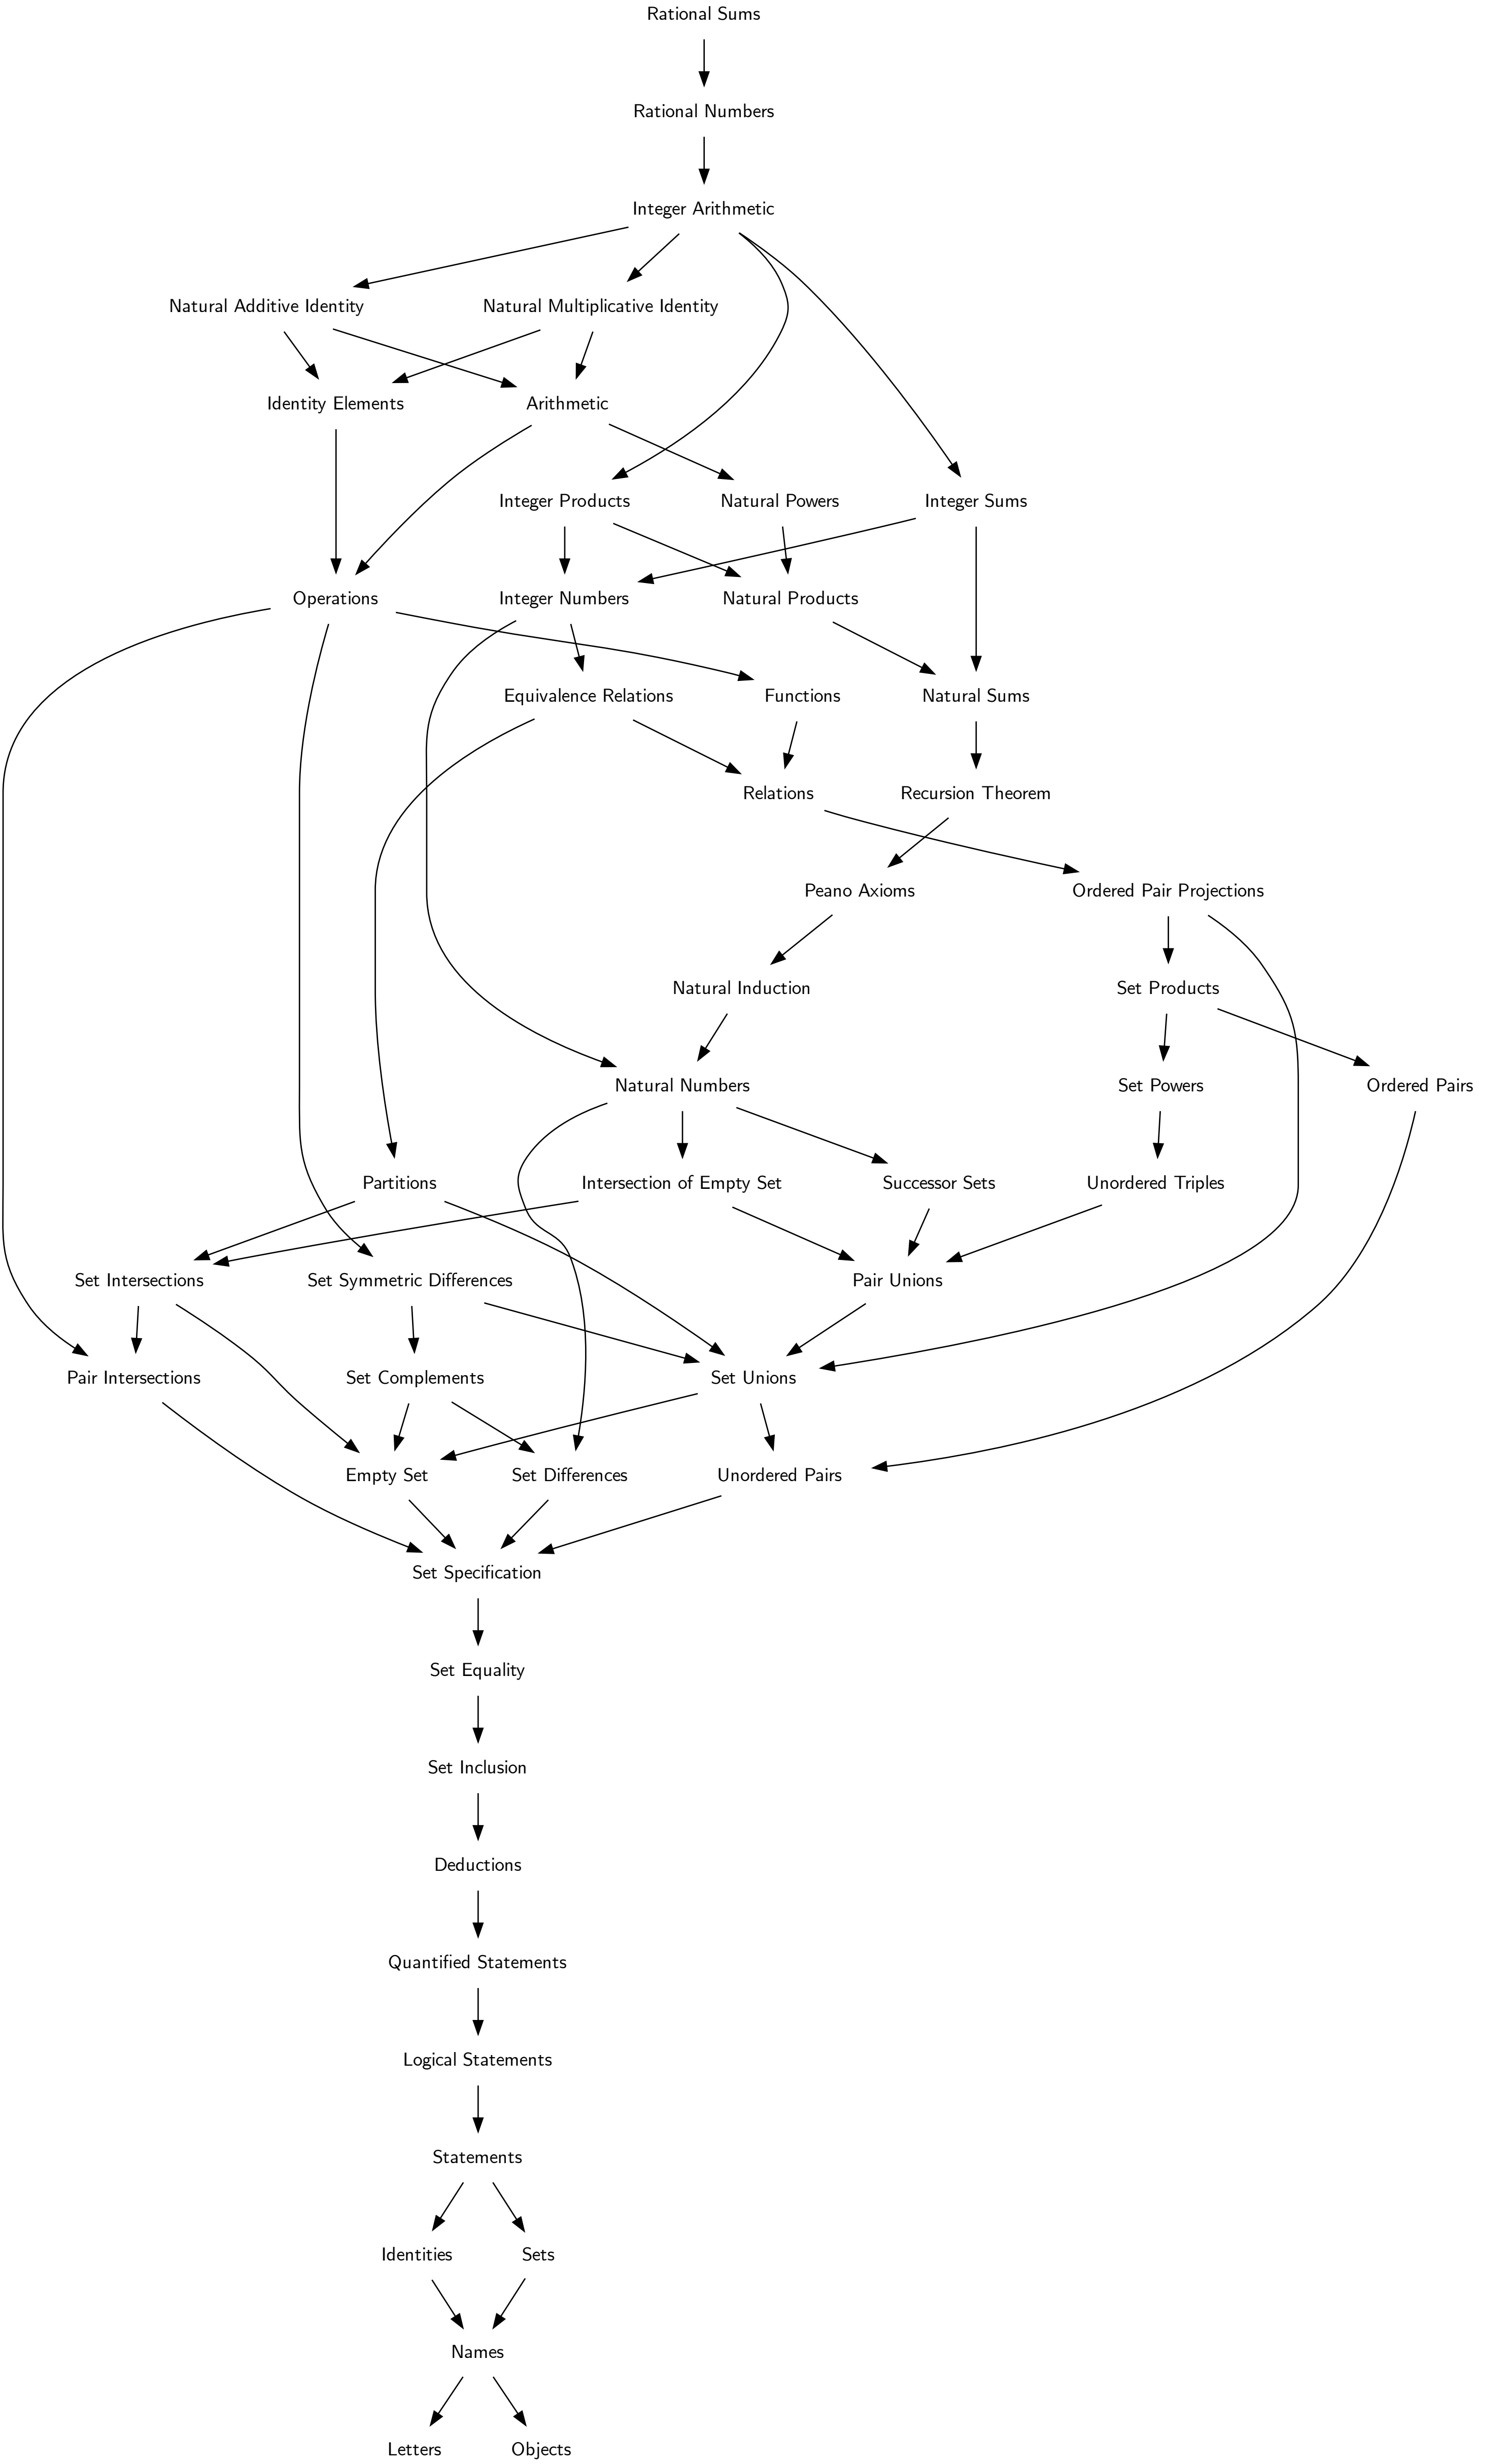 Rational Sums
Rational Numbers
Integer Arithmetic
Natural Additive Identity
Natural Multiplicative Identity
Identity Elements
Arithmetic
Integer Products
Natural Powers
Integer Sums
Operations
Integer Numbers
Natural Products
Equivalence Relations
Functions
Natural Sums
Relations
Recursion Theorem
Peano Axioms
Ordered Pair Projections
Natural Induction
Set Products
Natural Numbers
Set Powers
Ordered Pairs
Partitions
Intersection of Empty Set
Successor Sets
Unordered Triples
Set Intersections
Set Symmetric Differences
Pair Unions
Pair Intersections
Set Complements
Set Unions
Empty Set
Set Differences
Unordered Pairs
Set Specification
Set Equality
Set Inclusion
Deductions
Quantified Statements
Logical Statements
Statements
Identities
Sets
Names
Letters
Objects